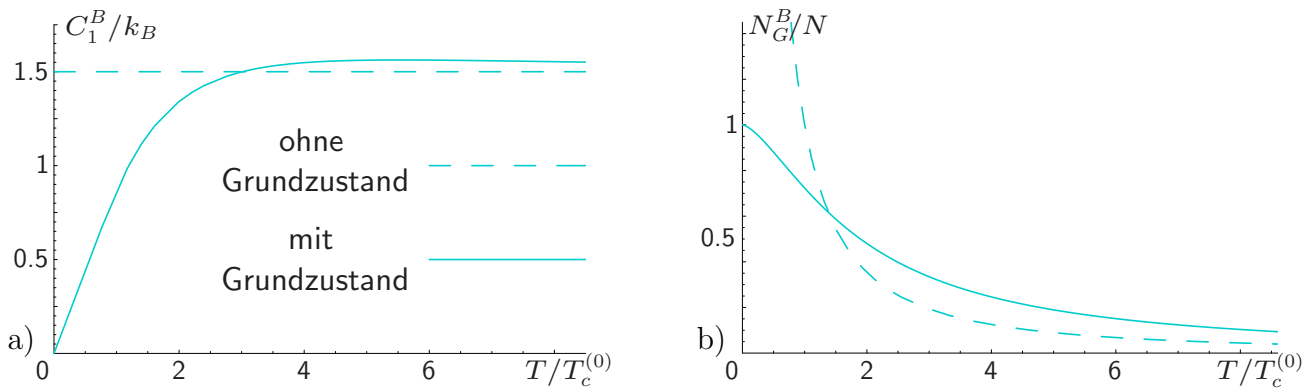 C_1^B/k_B
1.5
1
0.5
ohne
Grundzustand
mit
Grundzustand
a)
0
2
4
6
T/T_c^{(0)}
N_G^B/N
1
0.5
b)
0
2
4
6
T/T_c^{(0)}